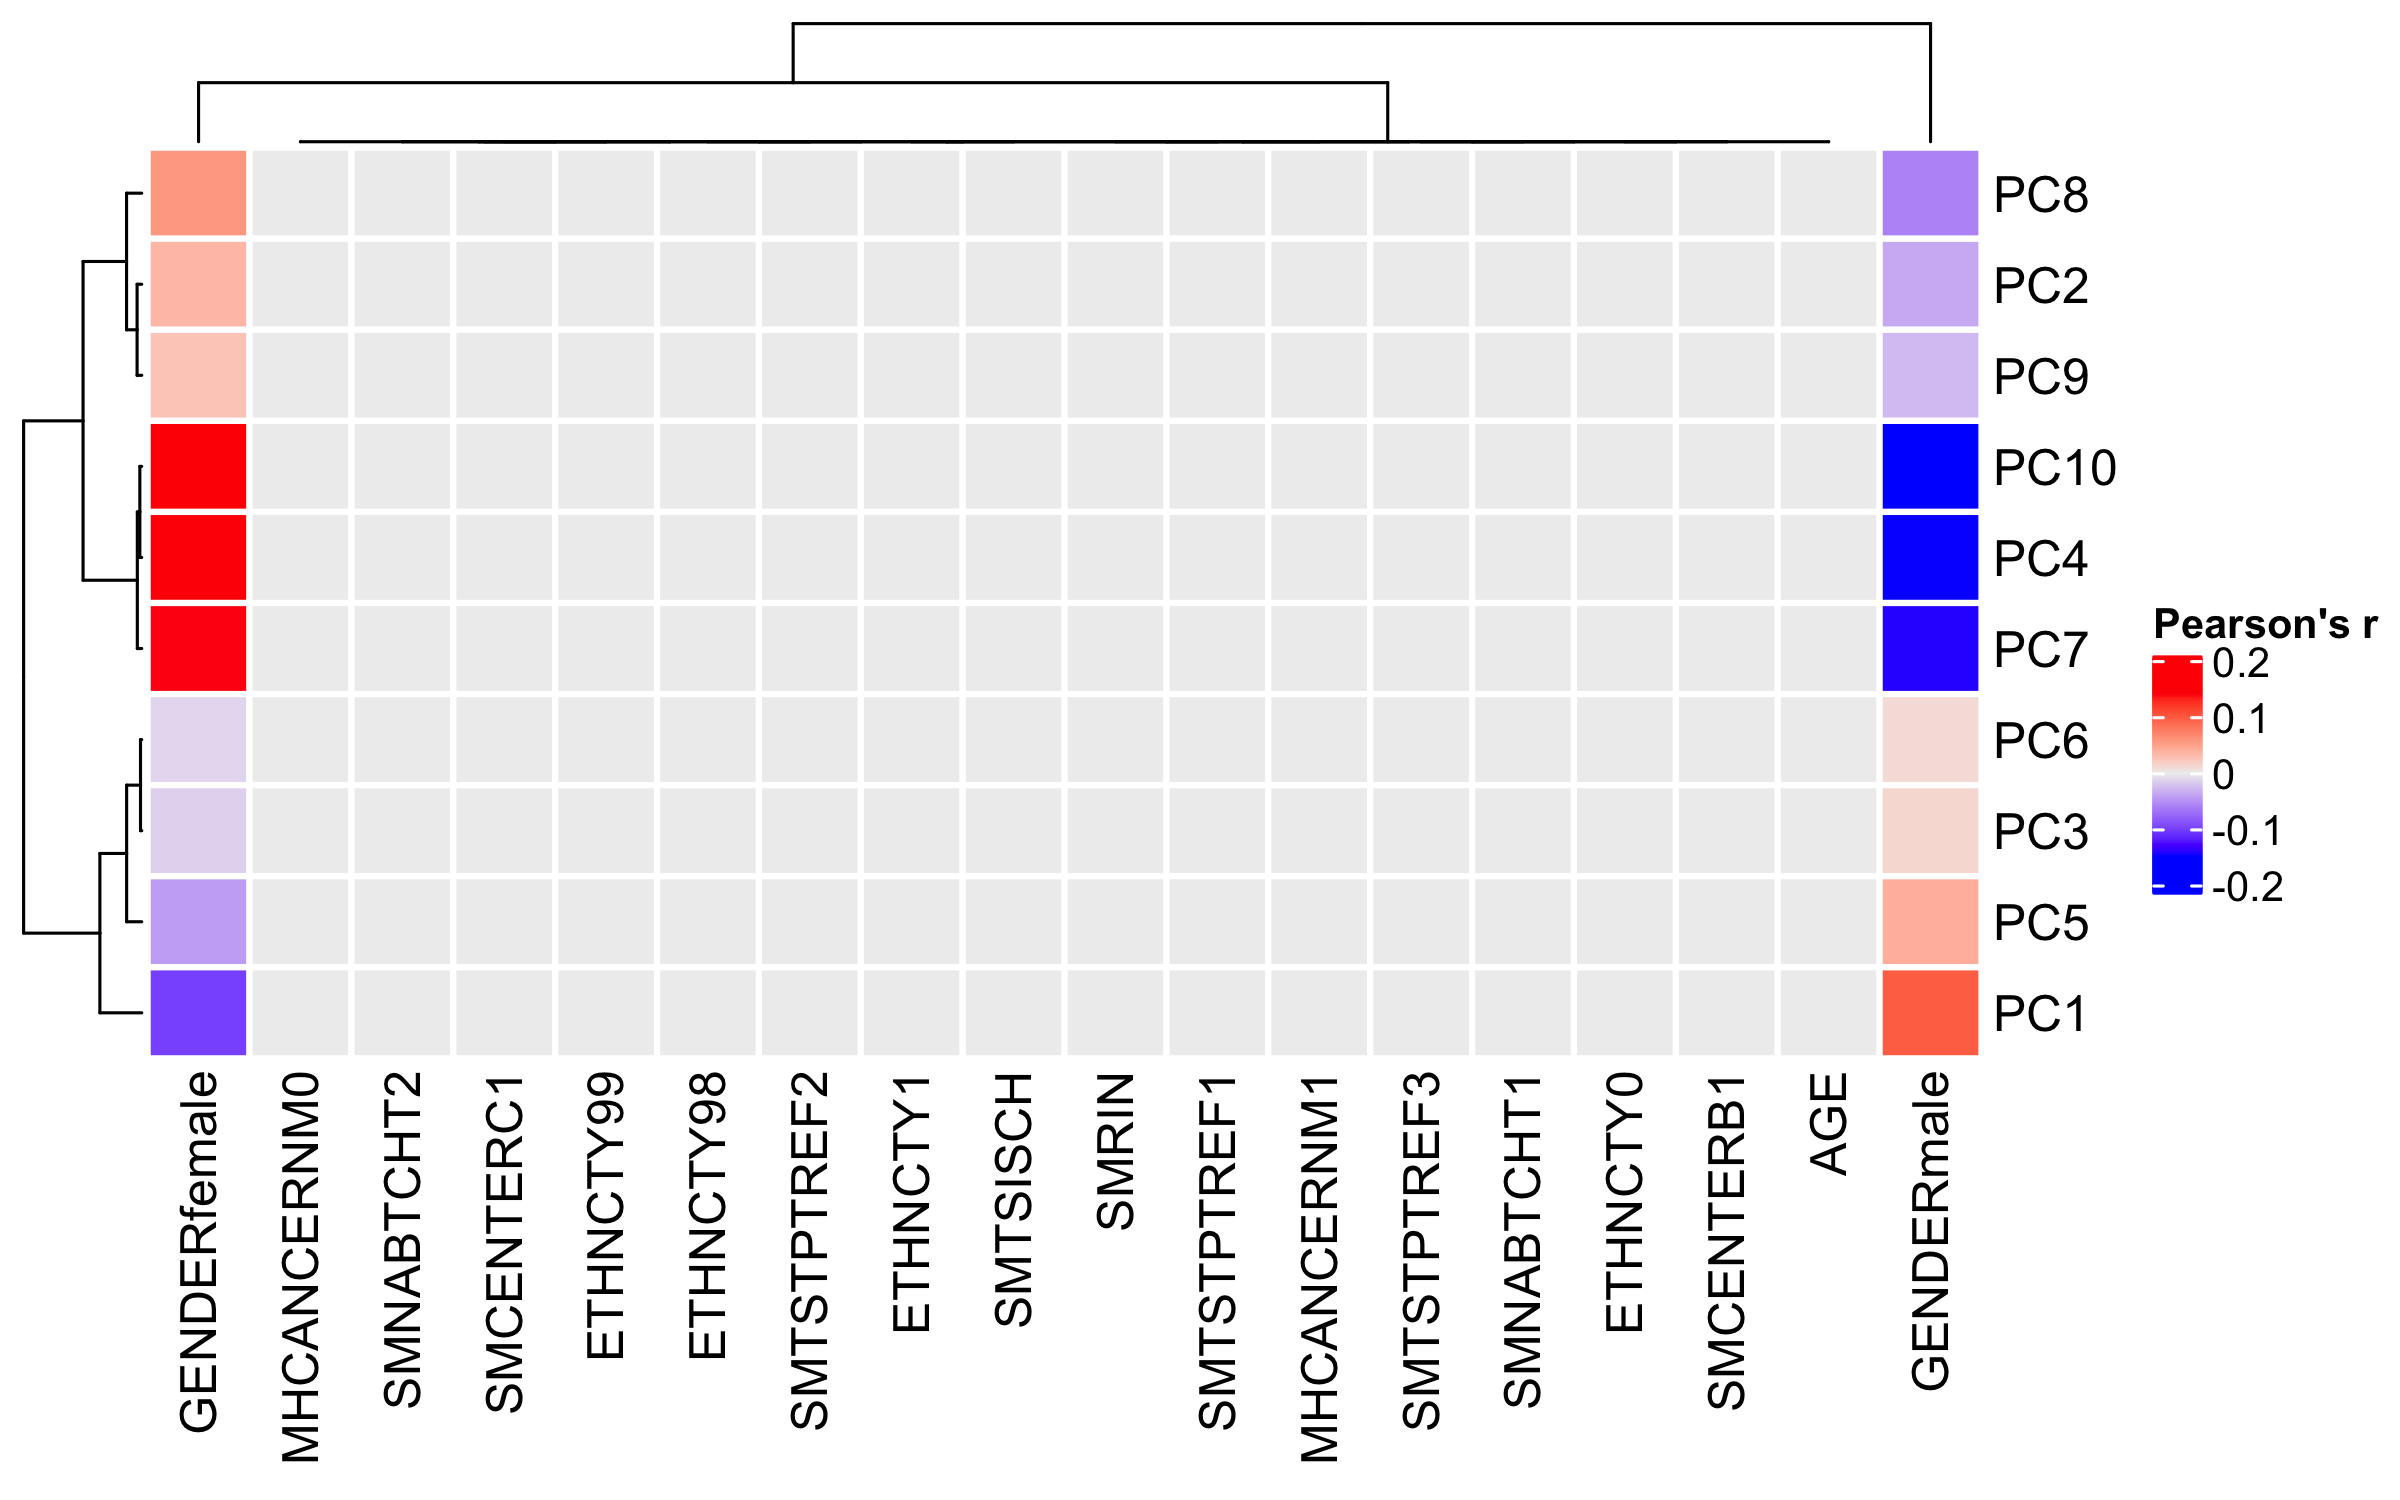 PC8
PC2
PC9
PC10
PC4
PC7
PC6
PC3
PC5
PC1
Pearson's r
0.2
0.1
0
-0.1
-0.2
GENDERfemale
MHCANCERNM0
SMNABTCHT2
SMCENTERC1
ETHNCTY99
ETHNCTY98
SMTSTPTREF2
ETHNCTY1
SMTSISCH
SMRIN
SMTSTPTREF1
MHCANCERNM1
SMTSTPTREF3
SMNABTCHT1
ETHNCTY0
SMCENTERB1
AGE
GENDERmale